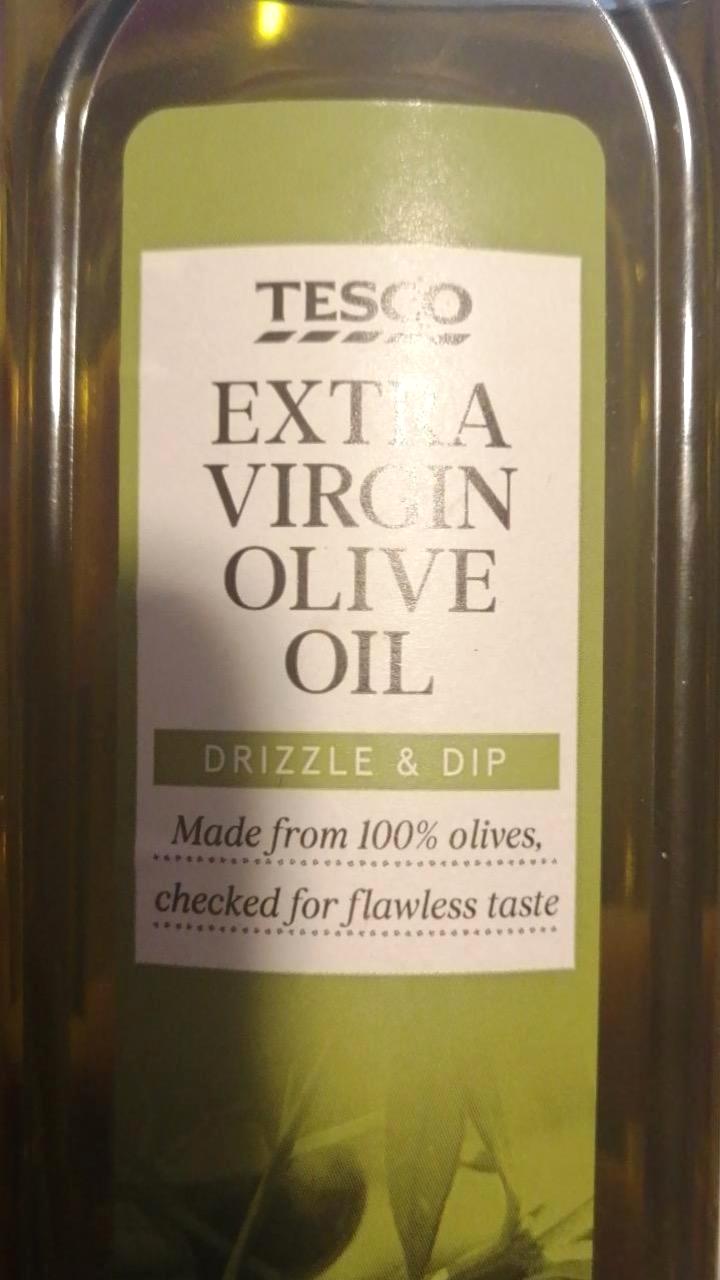 TESCO
EXTRA
VIRGIN
OLIVE
OIL
DRIZZLE & DIP
Made from 100% olives,
checked for flawless taste